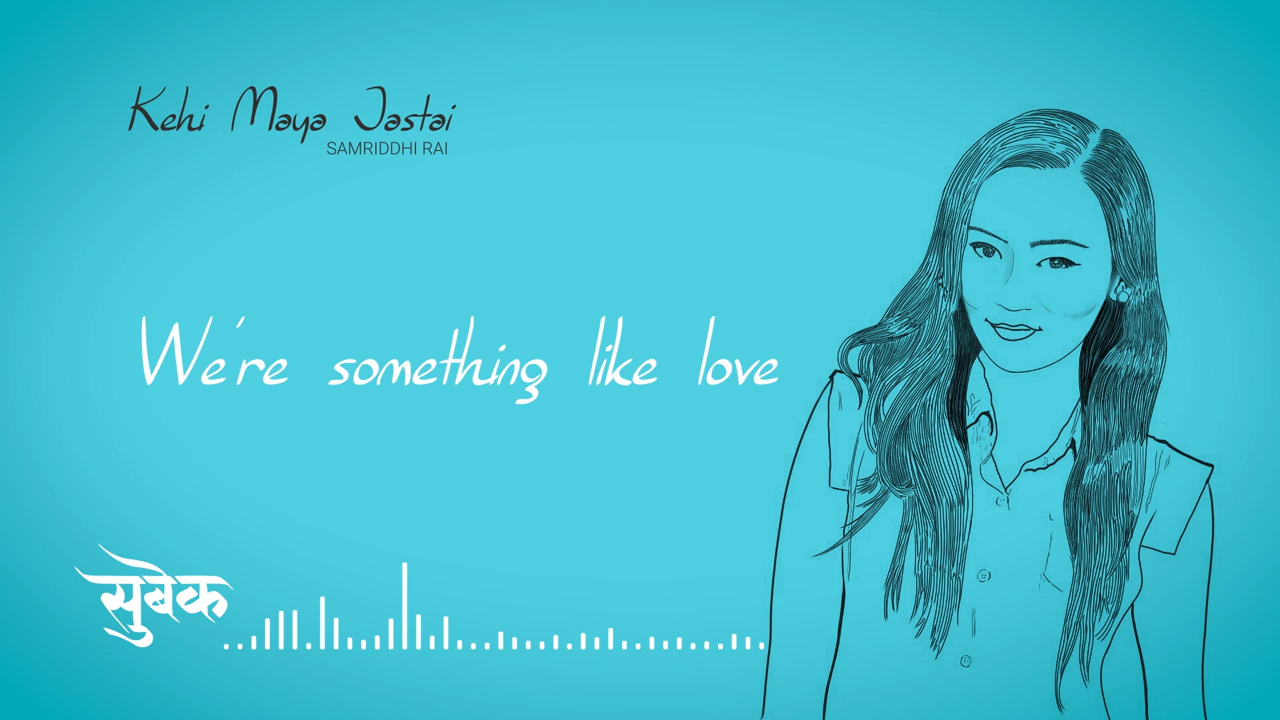 Kehi Maya Jastai
SAMRIDDHI RAI
We're something like love
सुबेक